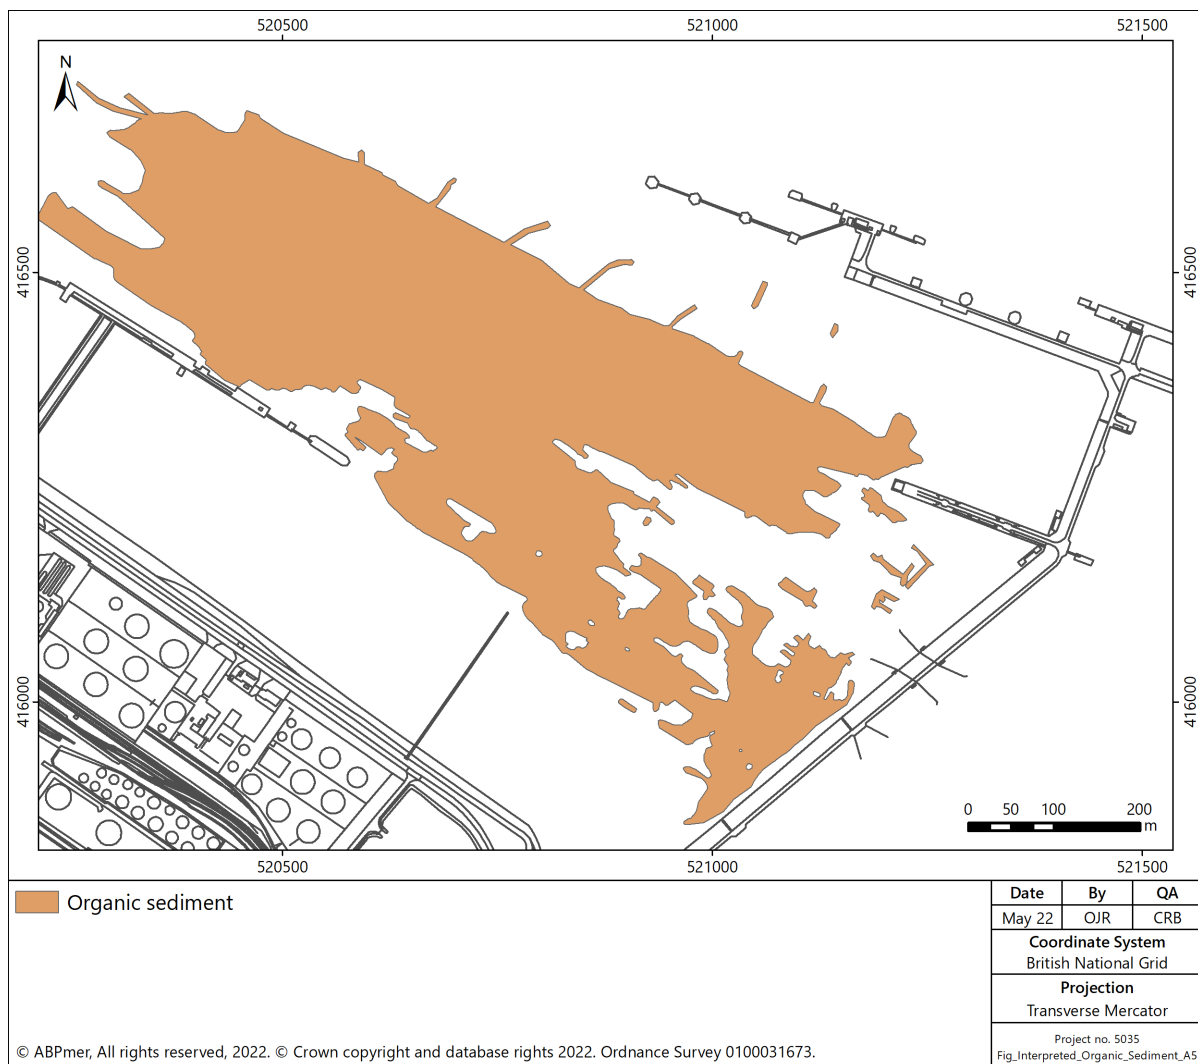 520500 521000 521500
N
416500 416500
416000 416000
0 50 100 200
m
520500 521000 521500
Organic sediment
Date By QA
May 22 OJR CRB
Coordinate System
British National Grid
Projection
Transverse Mercator
Project no. 5035
Fig_Interpreted_Organic_Sediment_A5
© ABPmer, All rights reserved, 2022. © Crown copyright and database rights 2022. Ordnance Survey 0100031673.